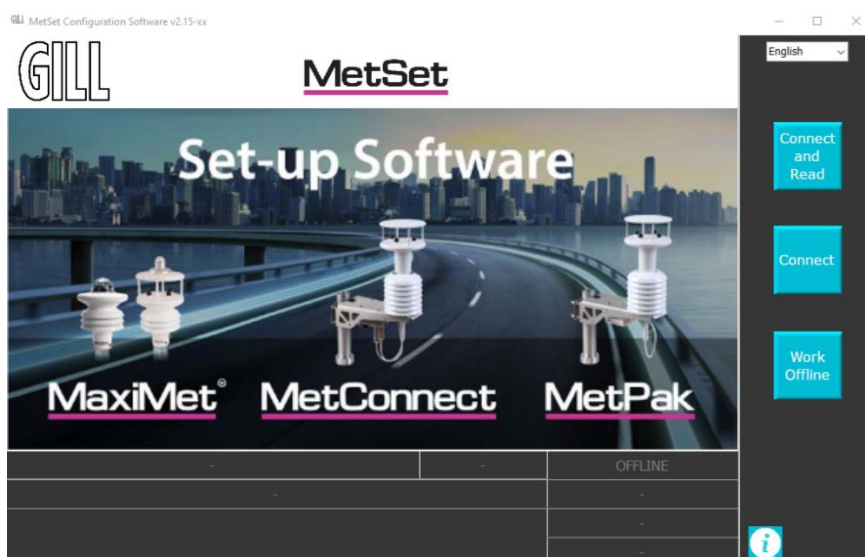 GILL MetSet Configuration Software v2.15-xx
GILL
MetSet
English
Set-up Software
Connect
and
Read
Connect
Work
Offline
MaxiMet®
MetConnect
MetPak
-
-
OFFLINE
-
-
-
-
i